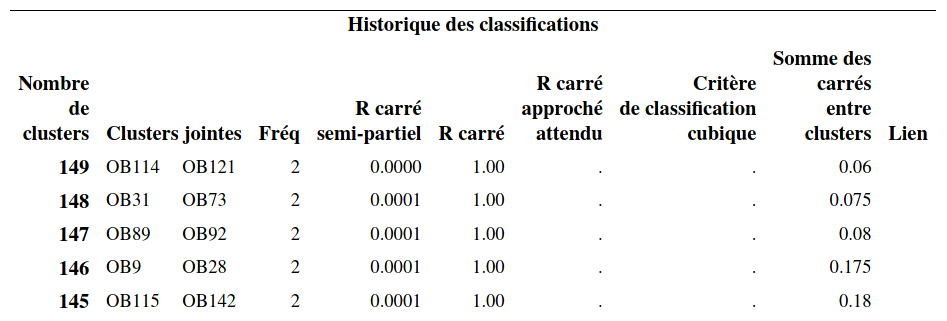 Historique des classifications
Nombre de clusters Clusters jointes Fréq R carré semi-partiel R carré R carré approché attendu Critère de classification cubique Somme des carrés entre clusters Lien
149 OB114 OB121 2 0.0000 1.00 . . 0.06
148 OB31 OB73 2 0.0001 1.00 . . 0.075
147 OB89 OB92 2 0.0001 1.00 . . 0.08
146 OB9 OB28 2 0.0001 1.00 . . 0.175
145 OB115 OB142 2 0.0001 1.00 . . 0.18